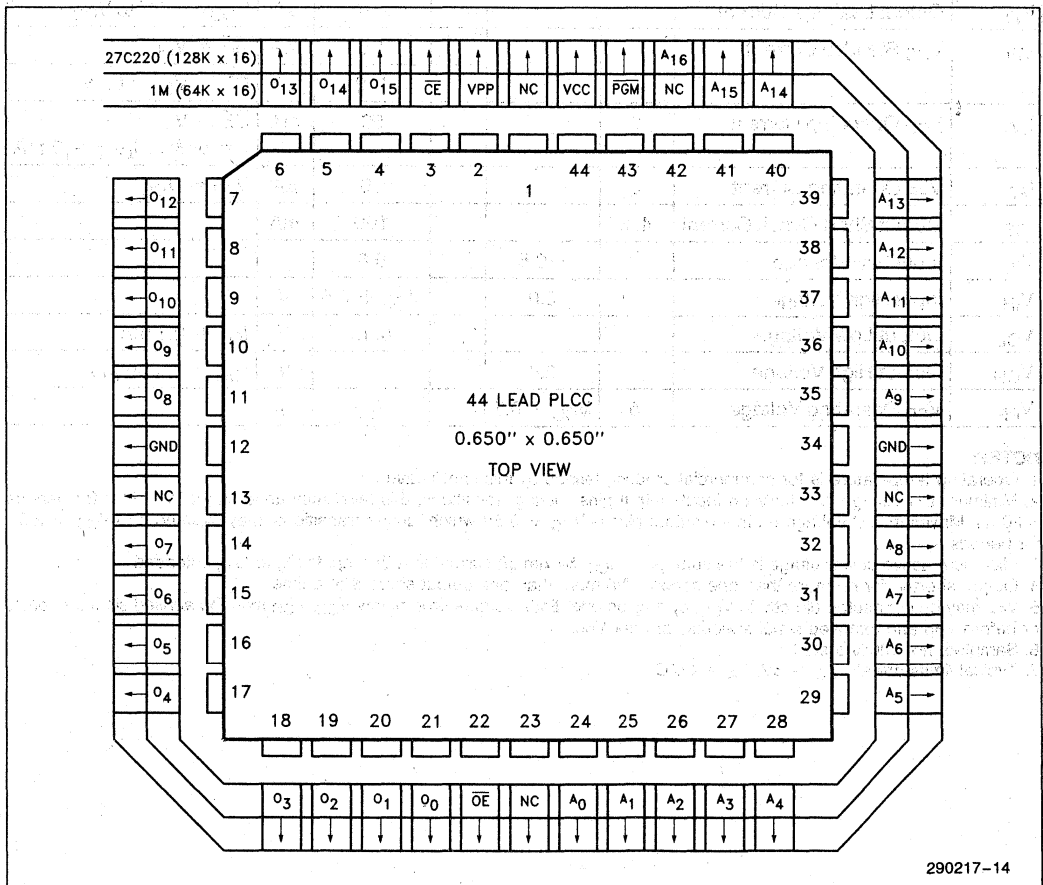 27C220 (128K x 16) ↑ ↑ ↑ ↑ ↑ ↑ ↑ ↑ A16 ↑ ↑
1M (64K x 16) O13 O14 O15 CE VPP NC VCC PGM NC A15 A14
6 5 4 3 2 1 44 43 42 41 40
← O12 7 39 A13 →
← O11 8 38 A12 →
← O10 9 37 A11 →
← O9 10 36 A10 →
← O8 11 35 A9 →
← GND 12 34 GND →
← NC 13 33 NC →
← O7 14 32 A8 →
← O6 15 31 A7 →
← O5 16 30 A6 →
← O4 17 29 A5 →
44 LEAD PLCC
0.650" x 0.650"
TOP VIEW
18 19 20 21 22 23 24 25 26 27 28
O3 O2 O1 O0 OE NC A0 A1 A2 A3 A4
↓ ↓ ↓ ↓ ↓ ↓ ↓ ↓ ↓ ↓ ↓
290217-14